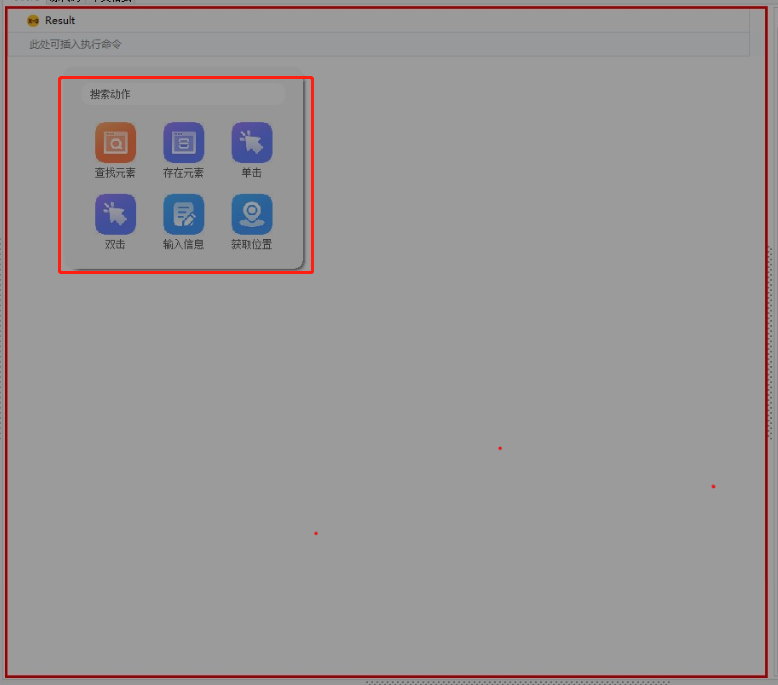 Result
此处可插入执行命令
搜索动作
查找元素 存在元素 单击
双击 输入信息 获取位置